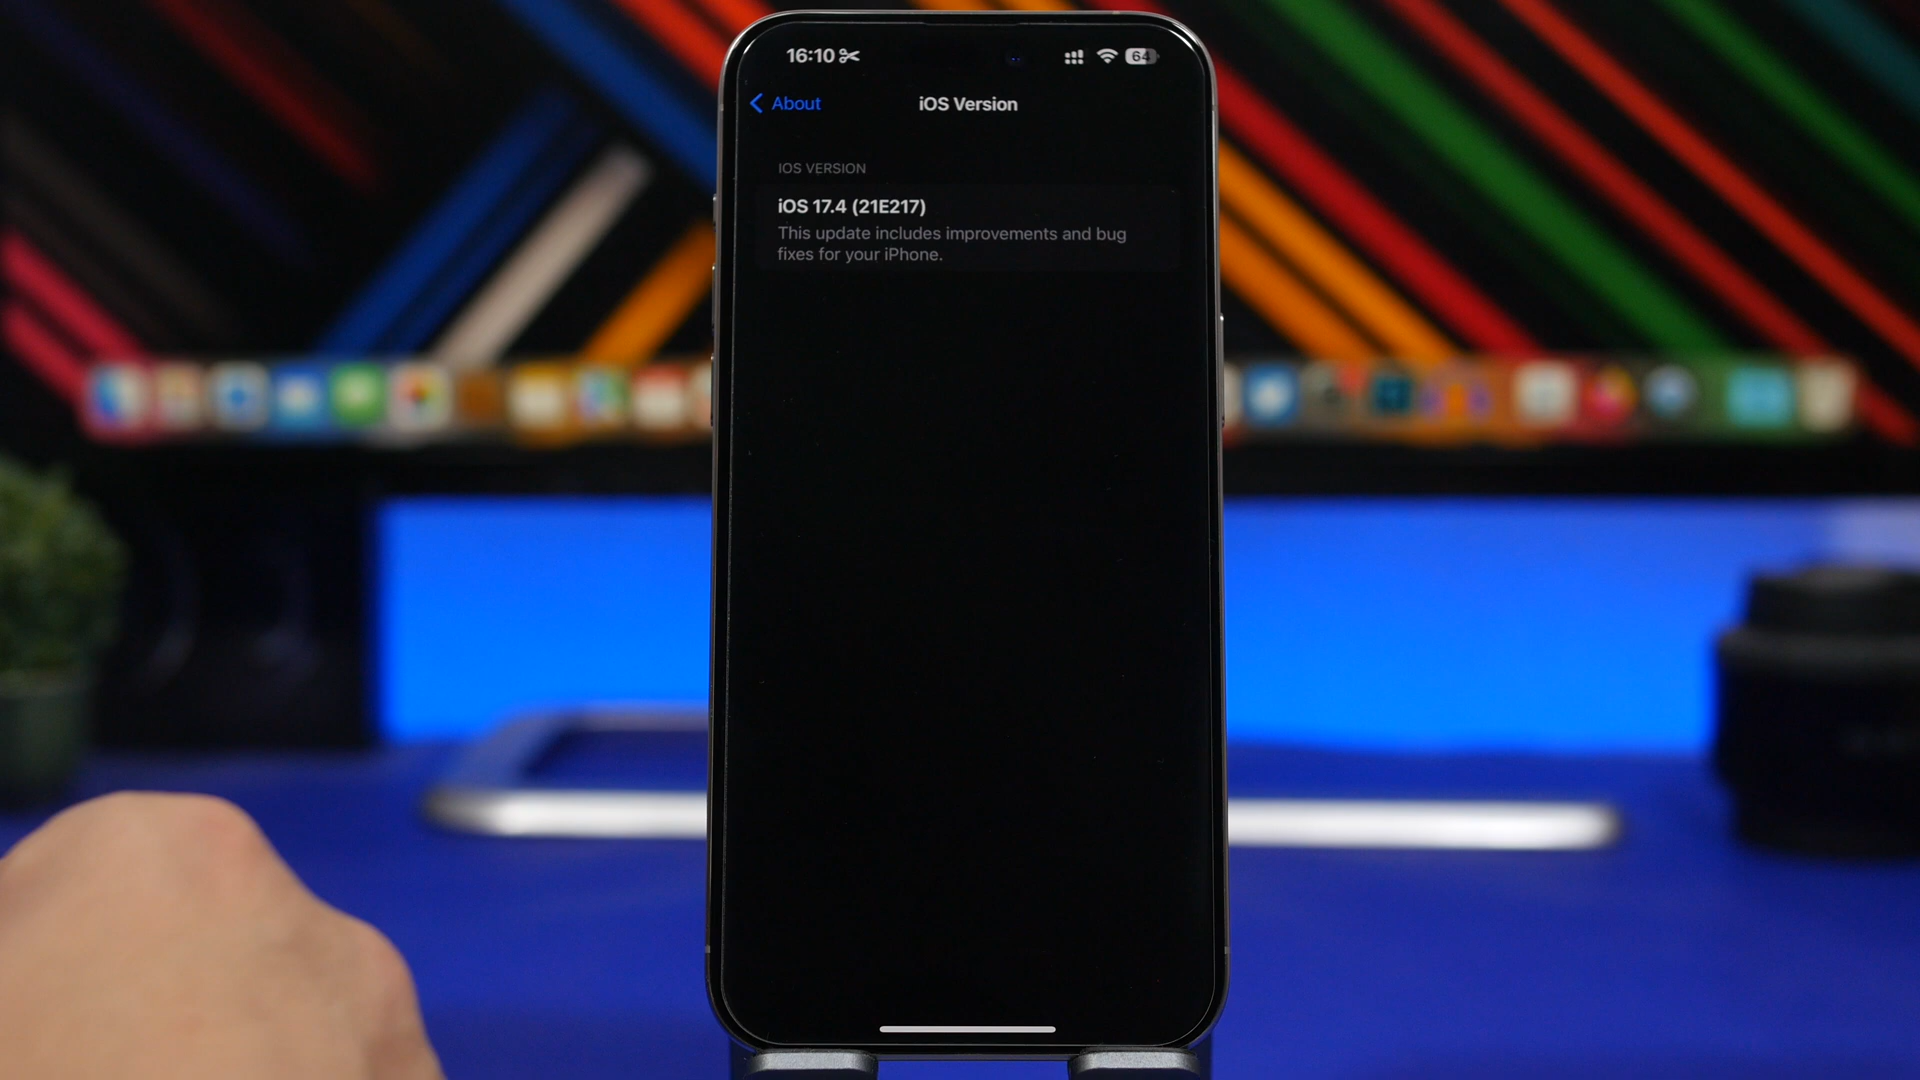 16:10 64
About iOS Version
IOS VERSION
iOS 17.4 (21E217)
This update includes improvements and bug
fixes for your iPhone.